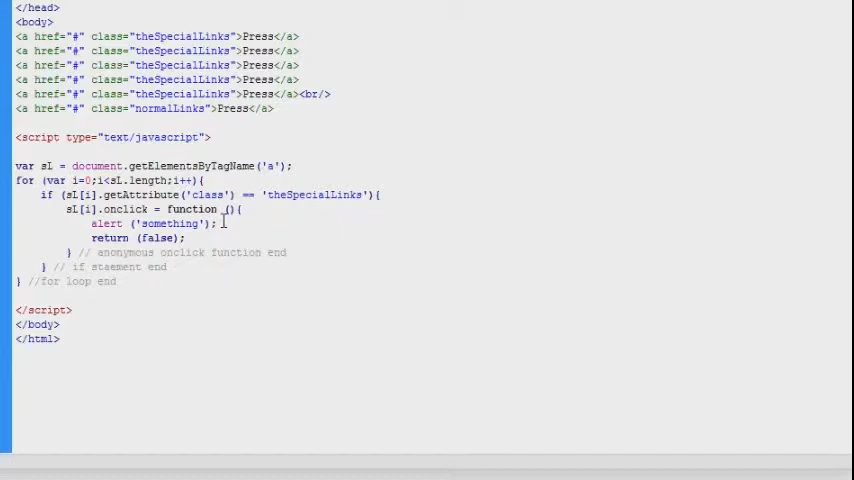 </head>
<body>
<a href="#" class="theSpecialLinks">Press</a>
<a href="#" class="theSpecialLinks">Press</a>
<a href="#" class="theSpecialLinks">Press</a>
<a href="#" class="theSpecialLinks">Press</a>
<a href="#" class="theSpecialLinks">Press</a><br/>
<a href="#" class="normalLinks">Press</a>
<script type="text/javascript">
var sL = document.getElementsByTagName('a');
for (var i=0;i<sL.length;i++){
if (sL[i].getAttribute('class') == 'theSpecialLinks'){
sL[i].onclick = function (){
alert ('something');
return (false);
} // anonymous onclick function end
} // if staement end
} //for loop end
</script>
</body>
</html>